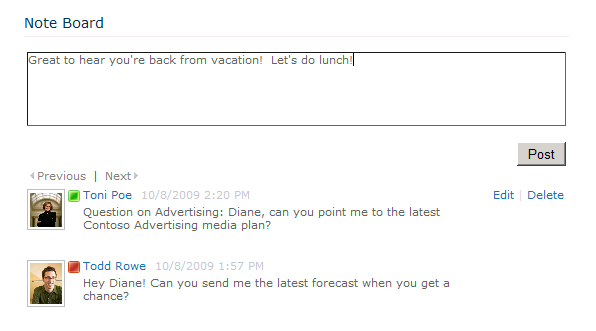 Note Board
Great to hear you're back from vacation!  Let's do lunch!
Post
Previous | Next
Toni Poe 10/8/2009 2:20 PM Edit | Delete
Question on Advertising: Diane, can you point me to the latest
Contoso Advertising media plan?
Todd Rowe 10/8/2009 1:57 PM
Hey Diane! Can you send me the latest forecast when you get a
chance?